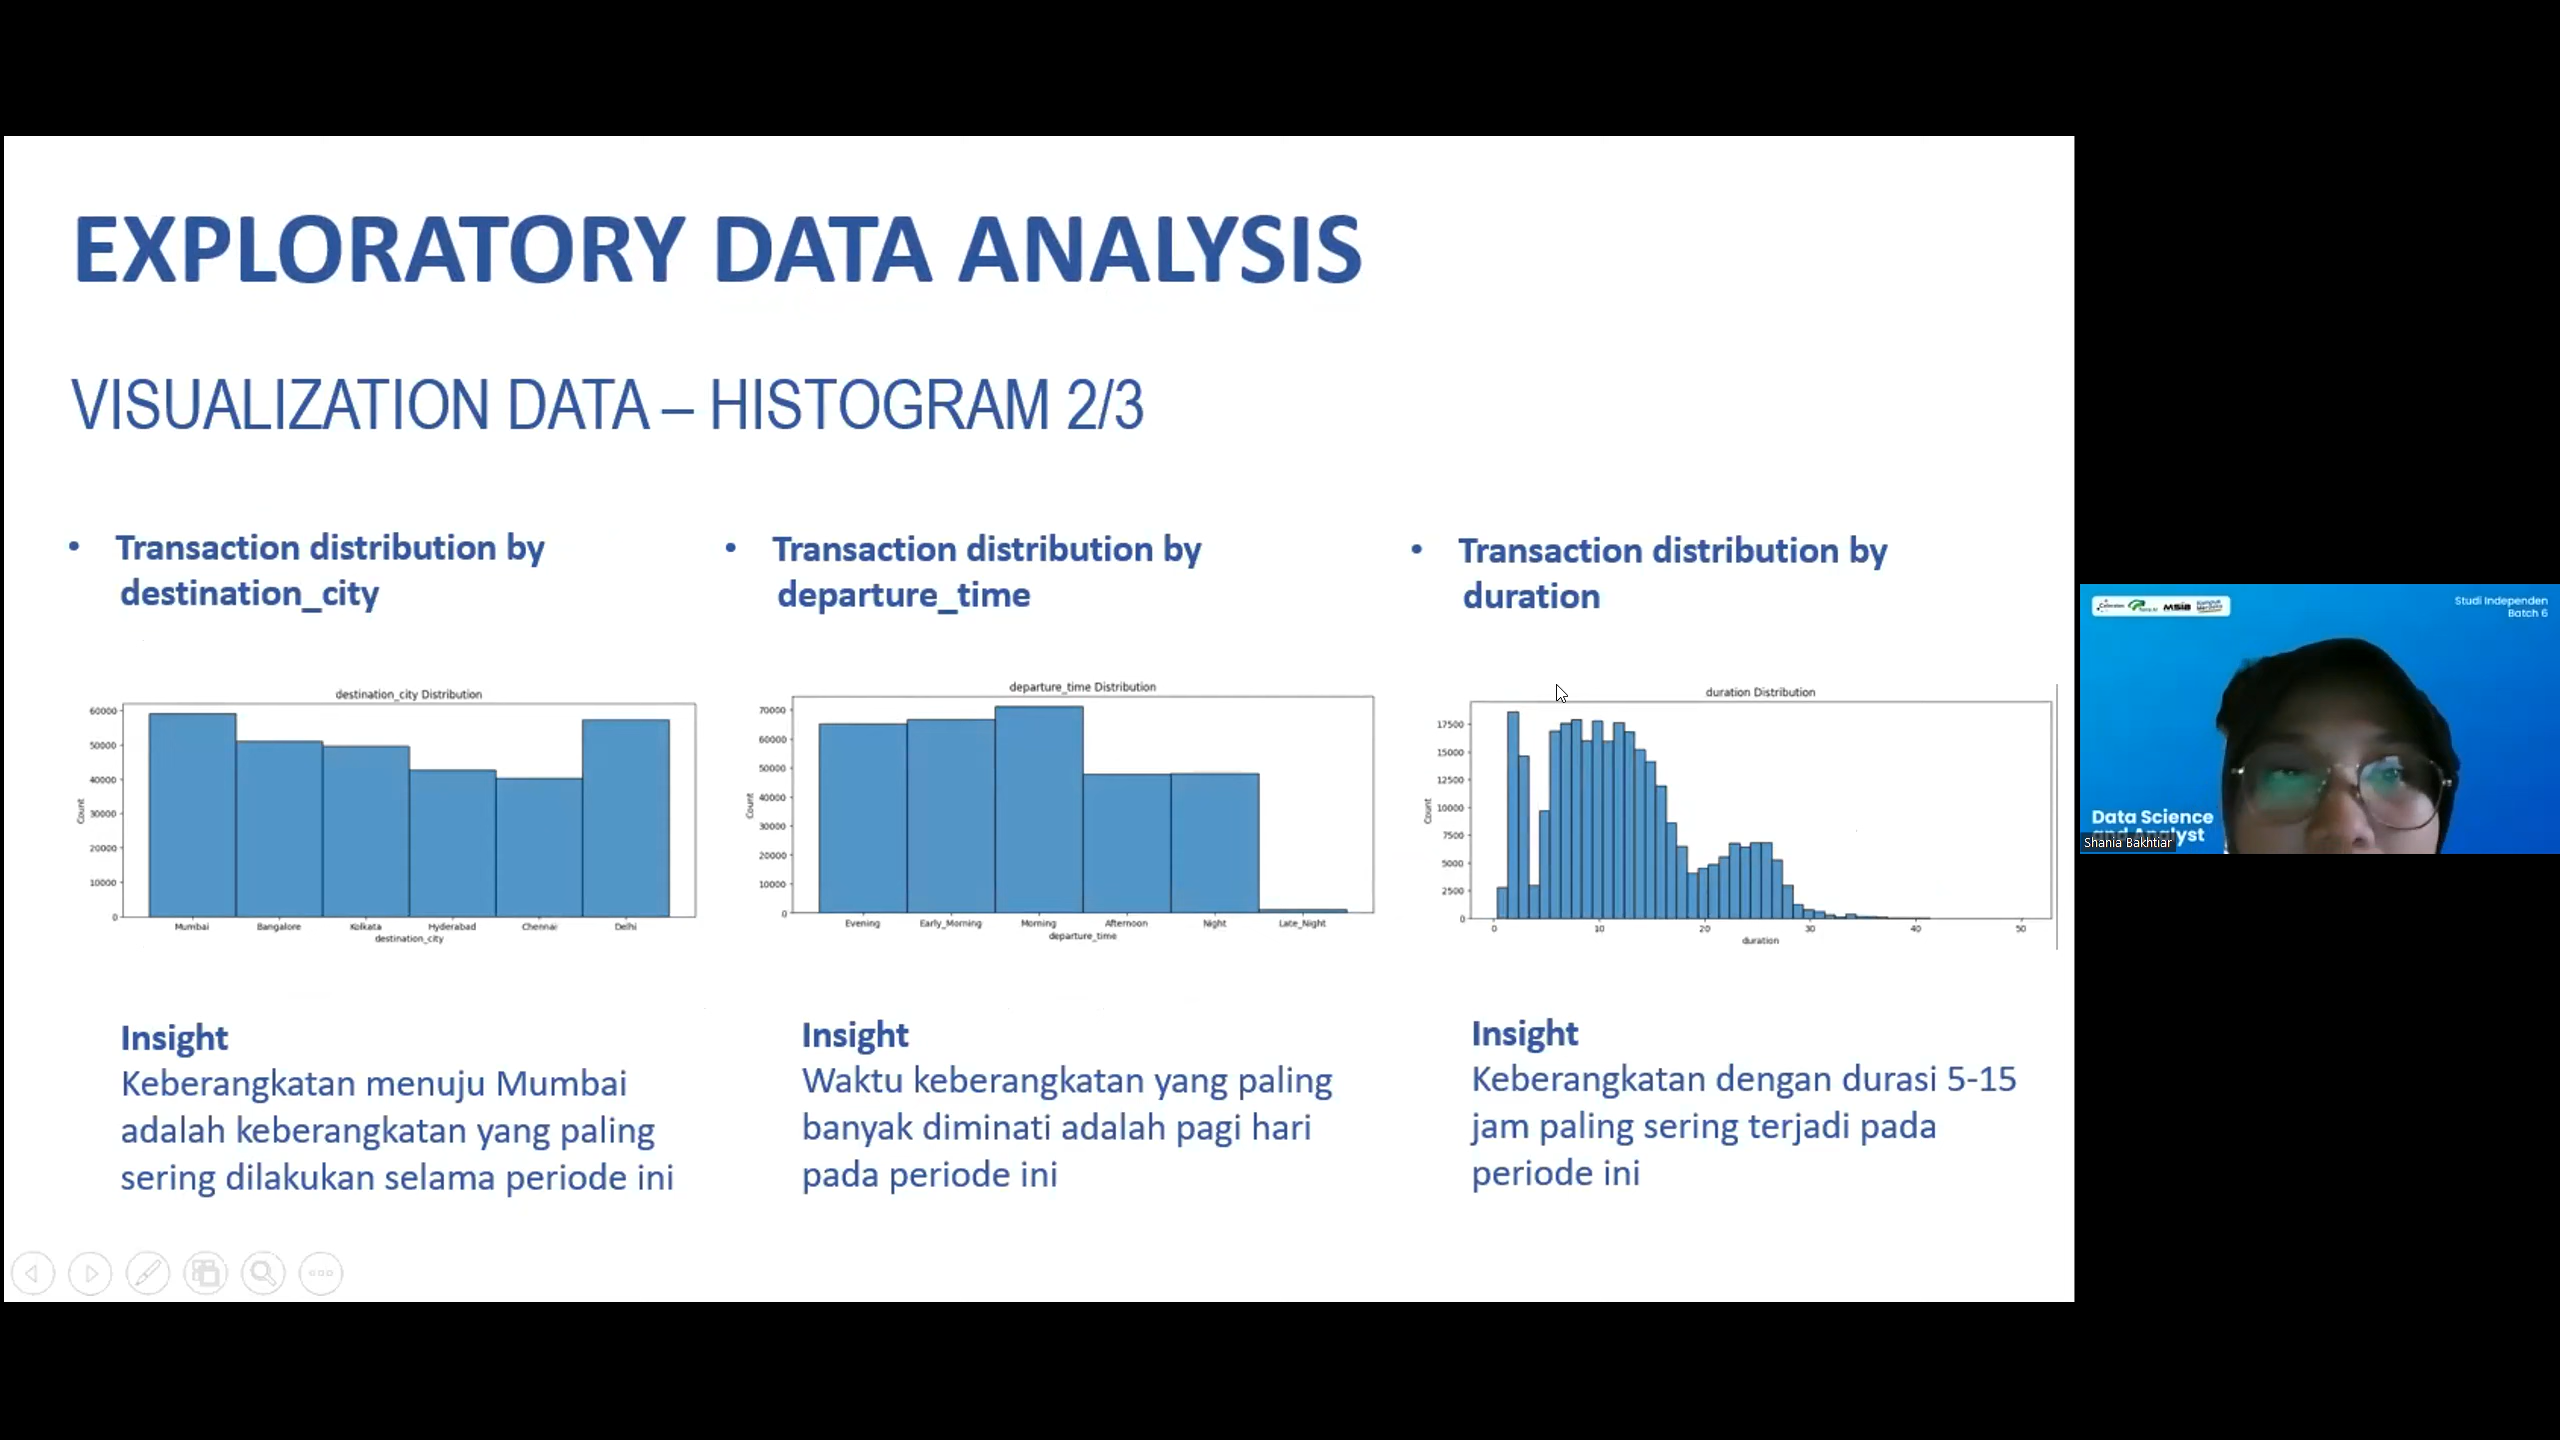 EXPLORATORY DATA ANALYSIS
VISUALIZATION DATA – HISTOGRAM 2/3
• Transaction distribution by
destination_city
destination_city Distribution
60000
50000
40000
30000
20000
10000
0
Count
Mumbai Bangalore Kolkata Hyderabad Chennai Delhi
destination_city
Insight
Keberangkatan menuju Mumbai
adalah keberangkatan yang paling
sering dilakukan selama periode ini
• Transaction distribution by
departure_time
departure_time Distribution
70000
60000
50000
40000
30000
20000
10000
0
Count
Evening Early_Morning Morning Afternoon Night Late_Night
departure_time
Insight
Waktu keberangkatan yang paling
banyak diminati adalah pagi hari
pada periode ini
• Transaction distribution by
duration
duration Distribution
17500
15000
12500
10000
7500
5000
2500
0
Count
0 10 20 30 40 50
duration
Insight
Keberangkatan dengan durasi 5-15
jam paling sering terjadi pada
periode ini
MSIB
Studi Independen
Batch 6
Data Science
and Analyst
Shania Bakhtiar